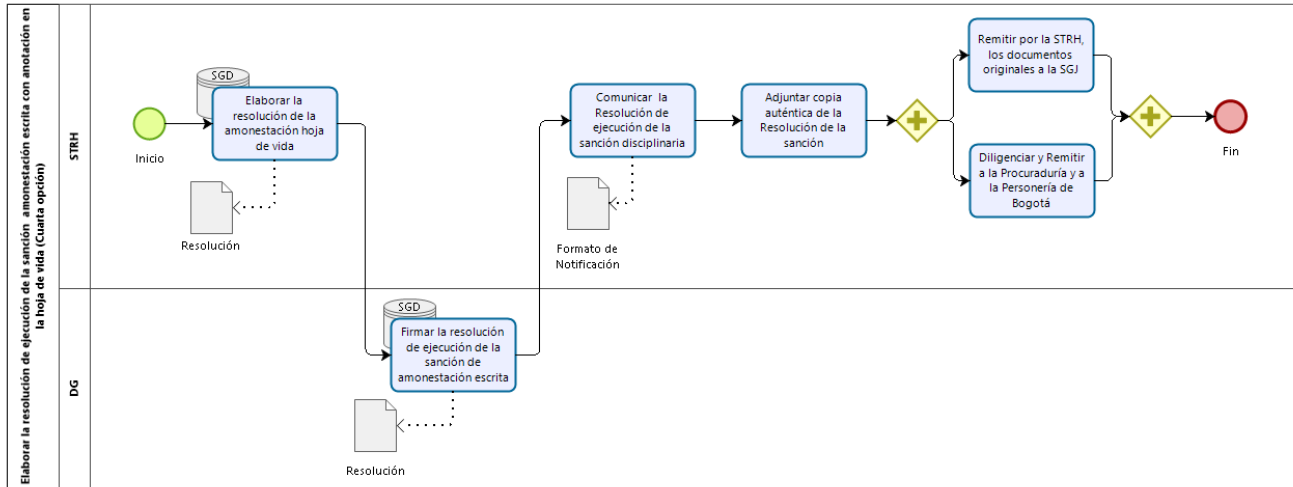 Elaborar la resolución de ejecución de la sanción amonestación escrita con anotación en
la hoja de vida (Cuarta opción)
STRH
Inicio
SGD
Elaborar la
resolución de la
amonestación hoja
de vida
Resolución
Comunicar la
Resolución de
ejecución de la
sanción disciplinaria
Formato de
Notificación
Adjuntar copia
auténtica de la
Resolución de la
sanción
Remitir por la STRH,
los documentos
originales a la SGJ
Diligenciar y Remitir
a la Procuraduría y a
la Personería de
Bogotá
Fin
DG
SGD
Firmar la resolución
de ejecución de la
sanción de
amonestación escrita
Resolución